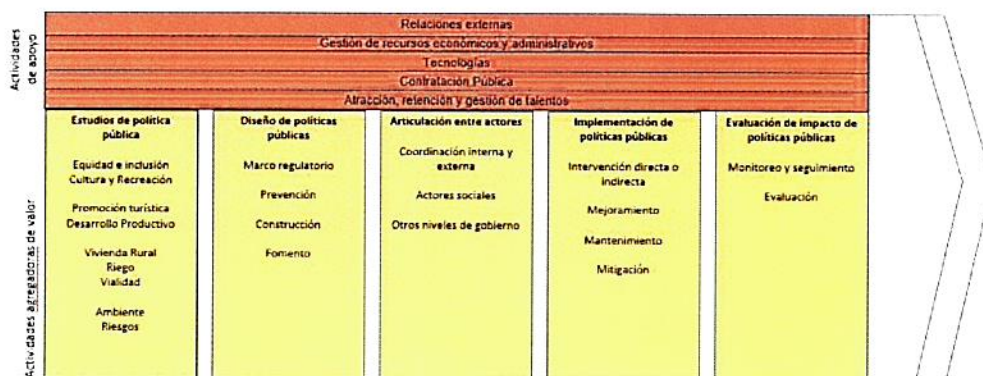 Actividades
de apoyo
Relaciones externas
Gestión de recursos económicos y administrativos
Tecnologías
Contratación Pública
Atracción, retención y gestión de talentos
Actividades agregadoras de valor
Estudios de política
pública
Equidad e inclusión
Cultura y Recreación
Promoción turística
Desarrollo Productivo
Vivienda Rural
Riego
Vialidad
Ambiente
Riesgos
Diseño de políticas
públicas
Marco regulatorio
Prevención
Construcción
Fomento
Articulación entre actores
Coordinación interna y
externa
Actores sociales
Otros niveles de gobierno
Implementación de
políticas públicas
Intervención directa o
indirecta
Mejoramiento
Mantenimiento
Mitigación
Evaluación de impacto de
políticas públicas
Monitoreo y seguimiento
Evaluación